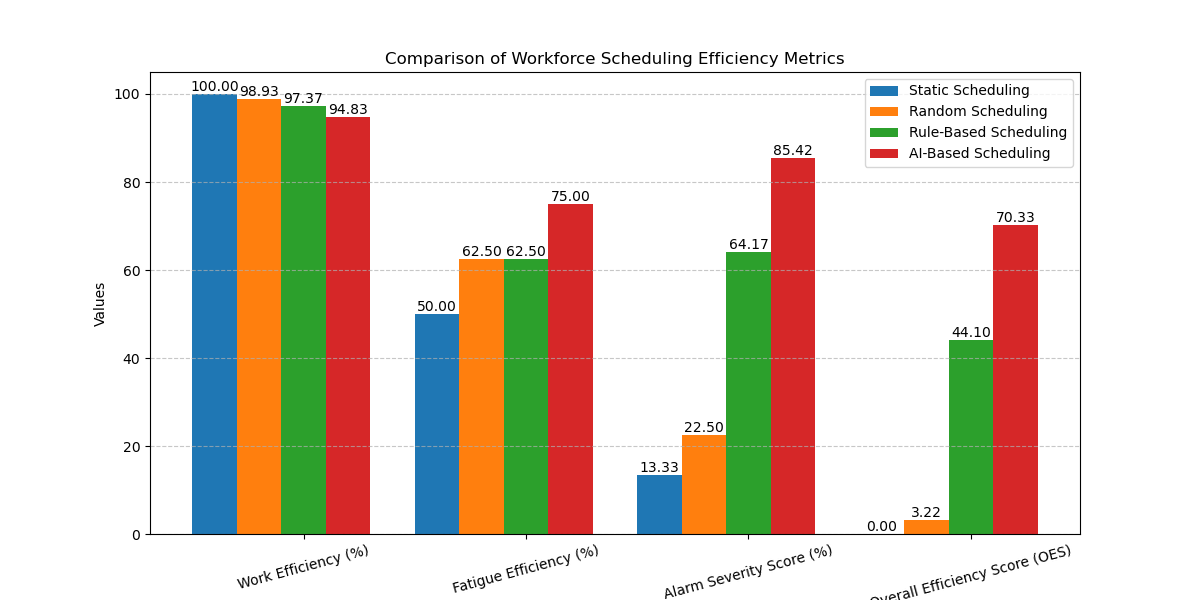 Comparison of Workforce Scheduling Efficiency Metrics
Static Scheduling
Random Scheduling
Rule-Based Scheduling
AI-Based Scheduling
Values
100
80
60
40
20
0
100.00 98.93 97.37 94.83
50.00 62.50 62.50 75.00
13.33 22.50 64.17 85.42
0.00 3.22 44.10 70.33
Work Efficiency (%)
Fatigue Efficiency (%)
Alarm Severity Score (%)
Overall Efficiency Score (OES)